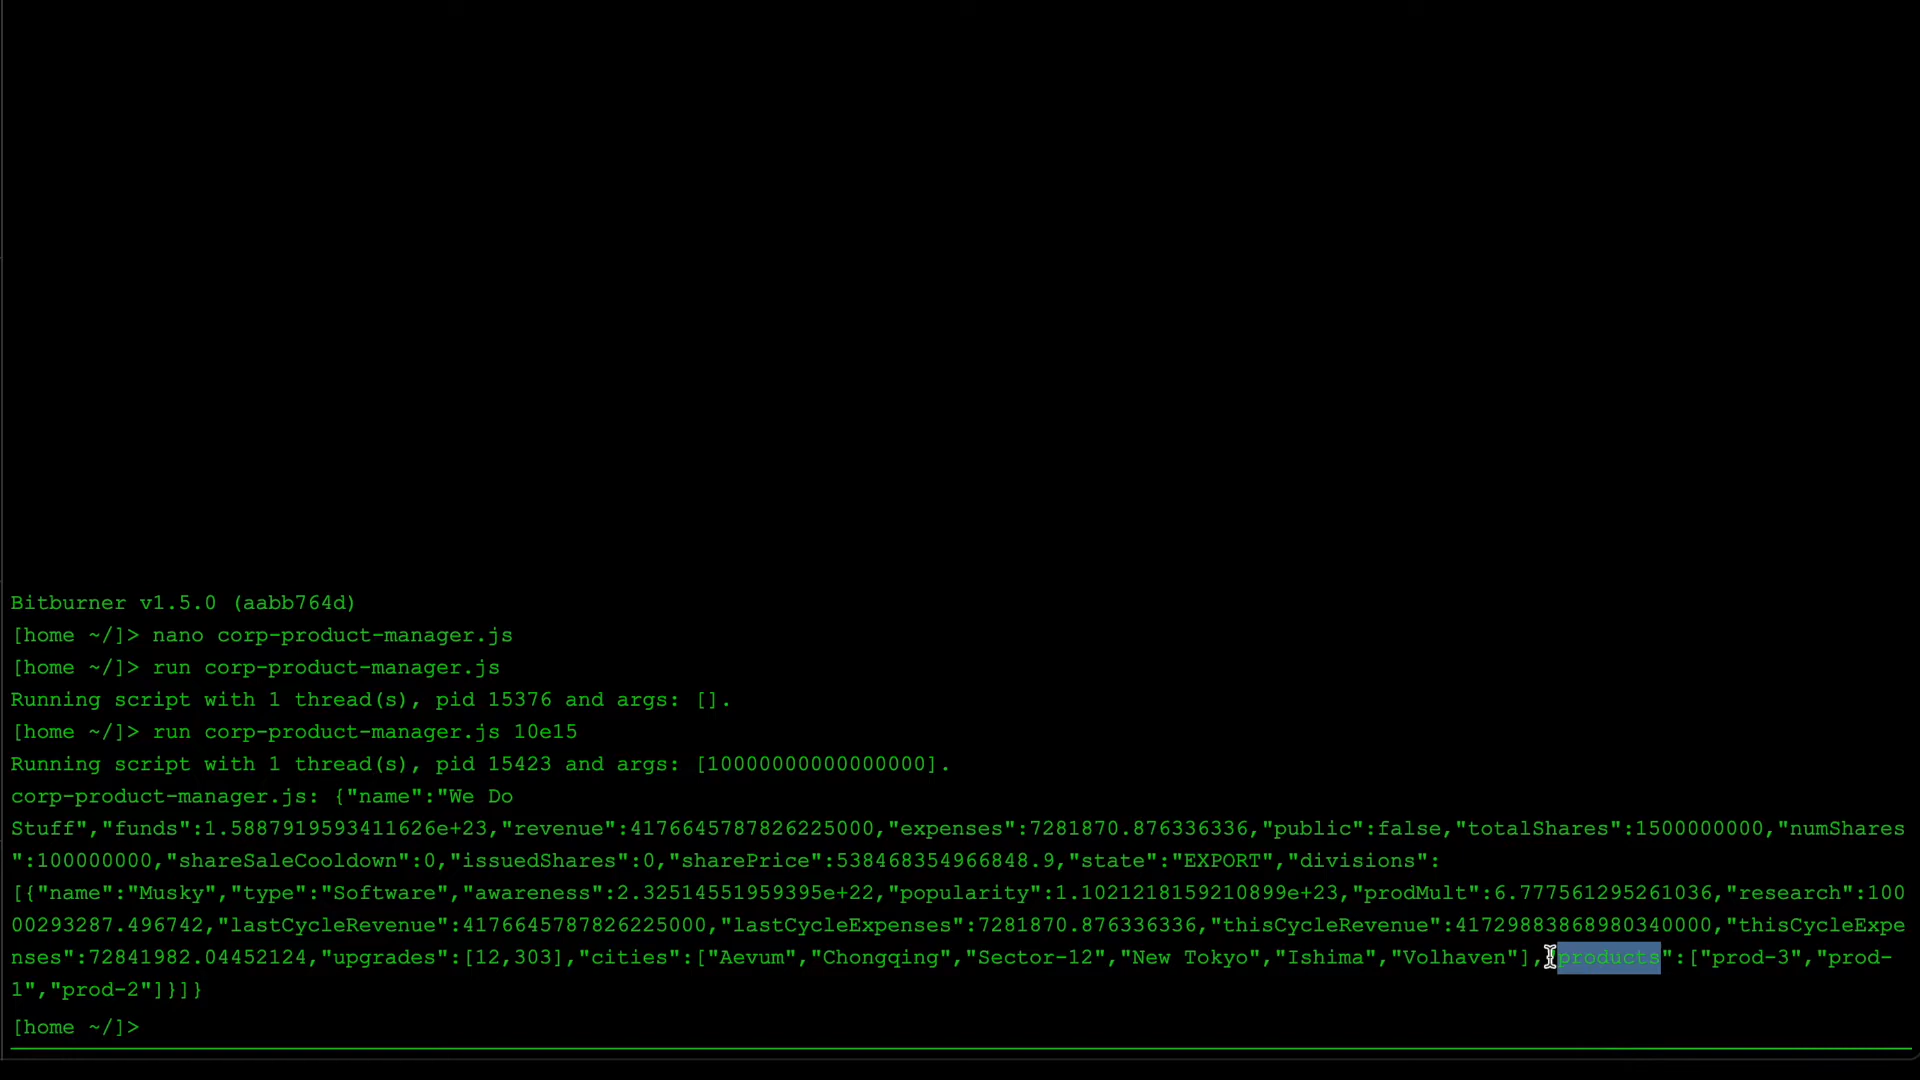 Bitburner v1.5.0 (aabb764d)
[home ~/]> nano corp-product-manager.js
[home ~/]> run corp-product-manager.js
Running script with 1 thread(s), pid 15376 and args: [].
[home ~/]> run corp-product-manager.js 10e15
Running script with 1 thread(s), pid 15423 and args: [10000000000000000].
corp-product-manager.js: {"name":"We Do
Stuff","funds":1.5887919593411626e+23,"revenue":4176645787826225000,"expenses":7281870.876336336,"public":false,"totalShares":1500000000,"numShares
":100000000,"shareSaleCooldown":0,"issuedShares":0,"sharePrice":538468354966848.9,"state":"EXPORT","divisions":
[{"name":"Musky","type":"Software","awareness":2.32514551959395e+22,"popularity":1.1021218159210899e+23,"prodMult":6.777561295261036,"research":100
00293287.496742,"lastCycleRevenue":4176645787826225000,"lastCycleExpenses":7281870.876336336,"thisCycleRevenue":41729883868980340000,"thisCycleExpe
nses":72841982.04452124,"upgrades":[12,303],"cities":["Aevum","Chongqing","Sector-12","New Tokyo","Ishima","Volhaven"],"products":["prod-3","prod-
1","prod-2"]}]}
[home ~/]>